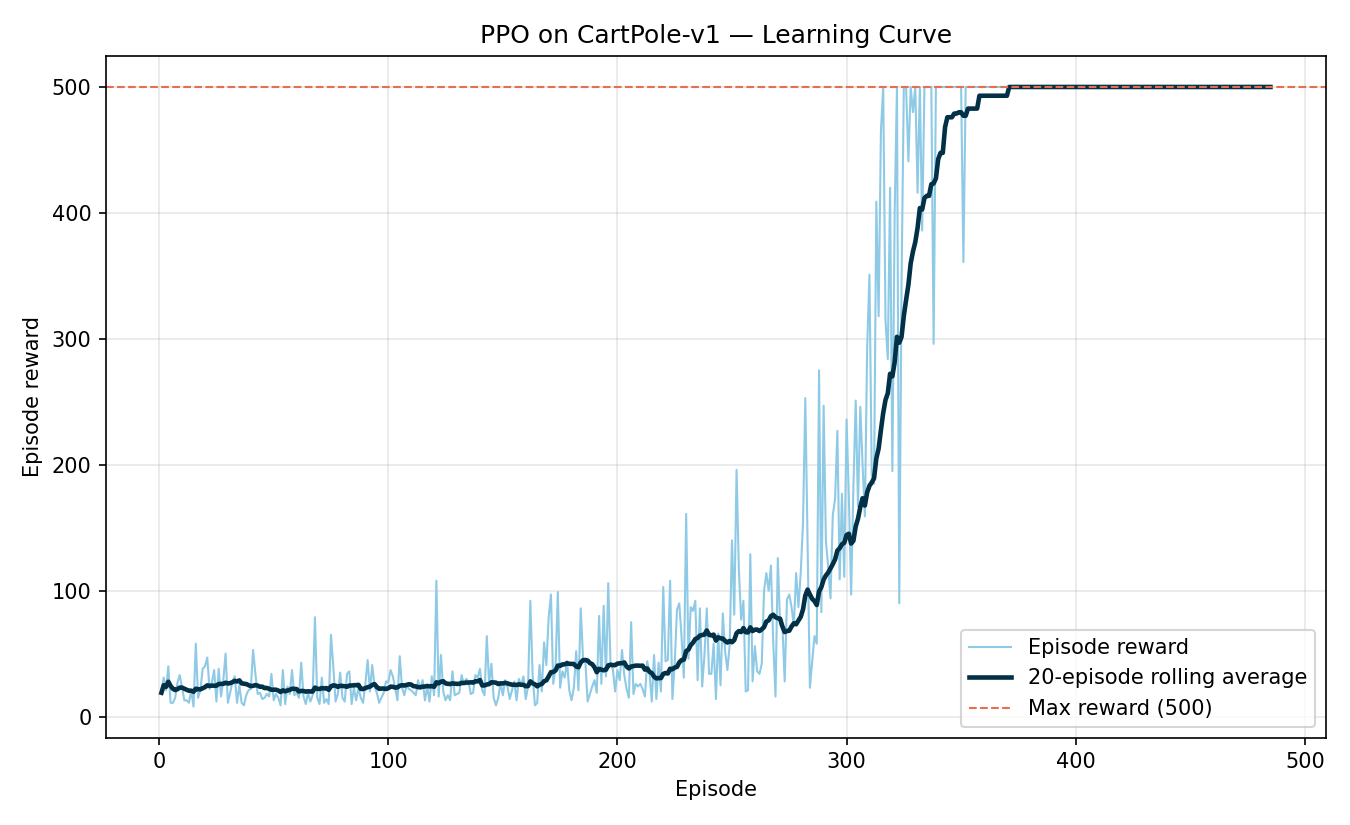 PPO on CartPole-v1 — Learning Curve
Episode reward
500
400
300
200
100
0
0 100 200 300 400 500
Episode
Episode reward
20-episode rolling average
Max reward (500)